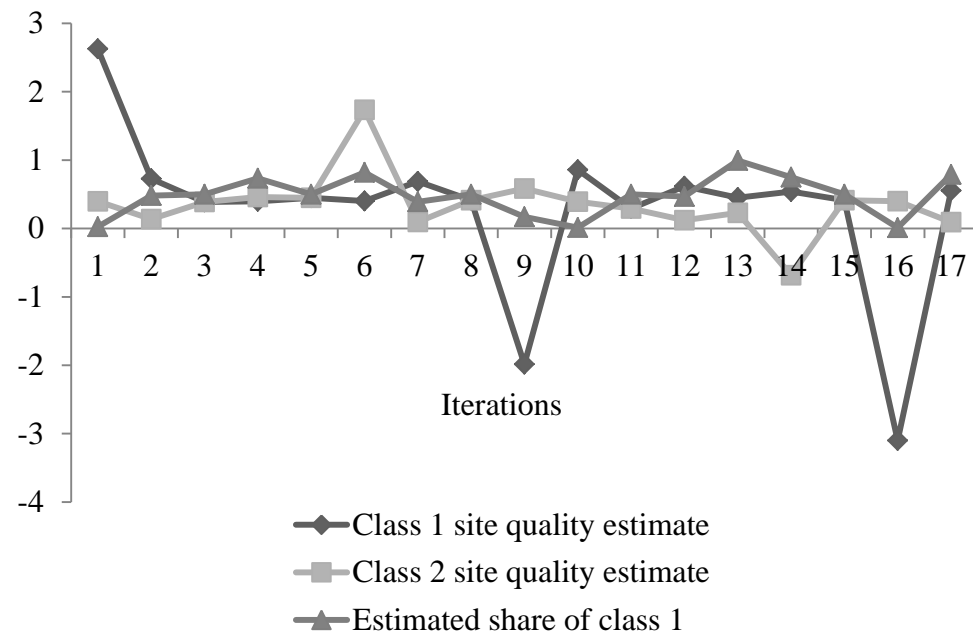 3
2
1
0
-1
-2
-3
-4
1 2 3 4 5 6 7 8 9 10 11 12 13 14 15 16 17
Iterations
Class 1 site quality estimate
Class 2 site quality estimate
Estimated share of class 1